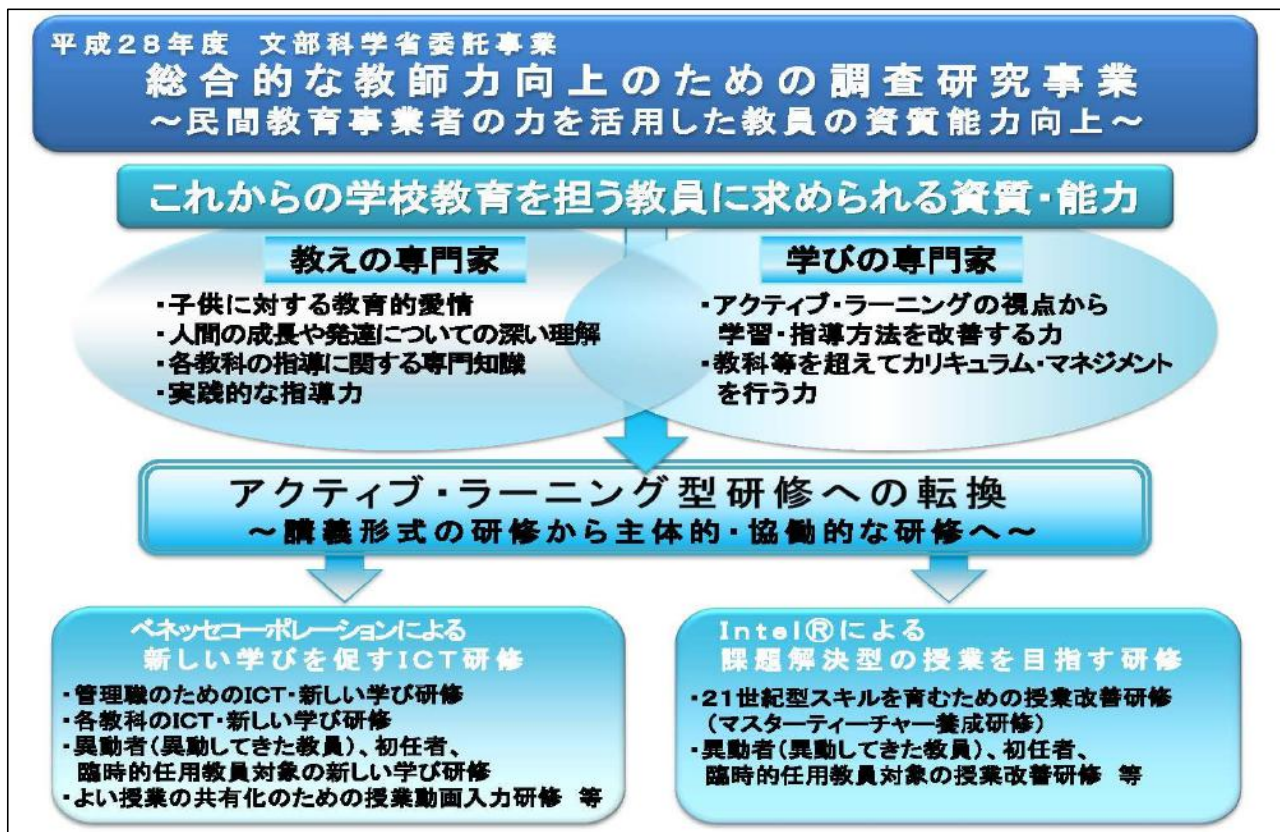 平成28年度 文部科学省委託事業
総合的な教師力向上のための調査研究事業
～民間教育事業者の力を活用した教員の資質能力向上～
これからの学校教育を担う教員に求められる資質・能力
教えの専門家
・子供に対する教育的愛情
・人間の成長や発達についての深い理解
・各教科の指導に関する専門知識
・実践的な指導力
学びの専門家
・アクティブ・ラーニングの視点から
学習・指導方法を改善する力
・教科等を超えてカリキュラム・マネジメント
を行う力
アクティブ・ラーニング型研修への転換
～講義形式の研修から主体的・協働的な研修へ～
ベネッセコーポレーションによる
新しい学びを促すICT研修
・管理職のためのICT・新しい学び研修
・各教科のICT・新しい学び研修
・異動者(異動してきた教員)、初任者、
臨時的任用教員対象の新しい学び研修
・よい授業の共有化のための授業動画入力研修 等
Intel®による
課題解決型の授業を目指す研修
・21世紀型スキルを育むための授業改善研修
(マスターティーチャー養成研修)
・異動者(異動してきた教員)、初任者、
臨時的任用教員対象の授業改善研修 等